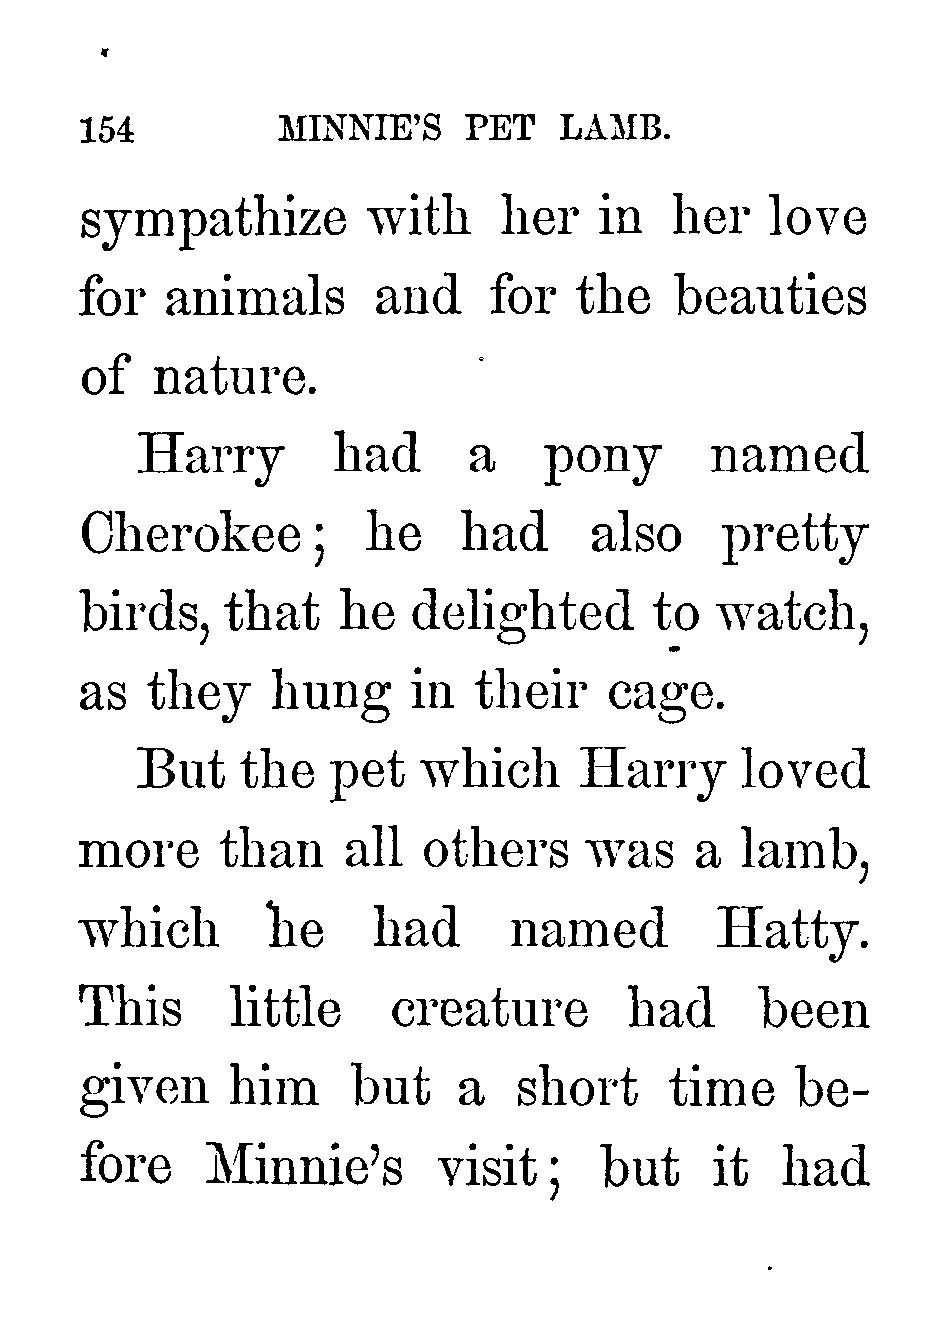 154 MINNIE'S PET LAMB.
sympathize with her in her love
for animals and for the beauties
of nature.
Harry had a pony named
Cherokee; he had also pretty
birds, that he delighted to watch,
as they hung in their cage.
But the pet which Harry loved
more than all others was a lamb,
which he had named Hatty.
This little creature had been
given him but a short time be-
fore Minnie's visit; but it had